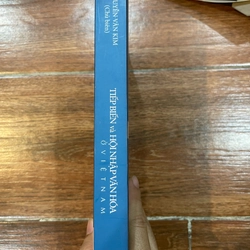 NGUYỄN VĂN KIM
(Chủ biên)
TIẾP BIẾN và HỘI NHẬP VĂN HÓA
Ở VIỆT NAM